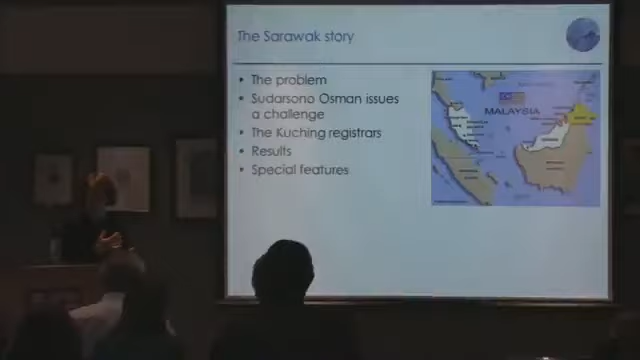 The Sarawak story
• The problem
• Sudarsono Osman issues
a challenge
• The Kuching registrars
• Results
• Special features
MALAYSIA